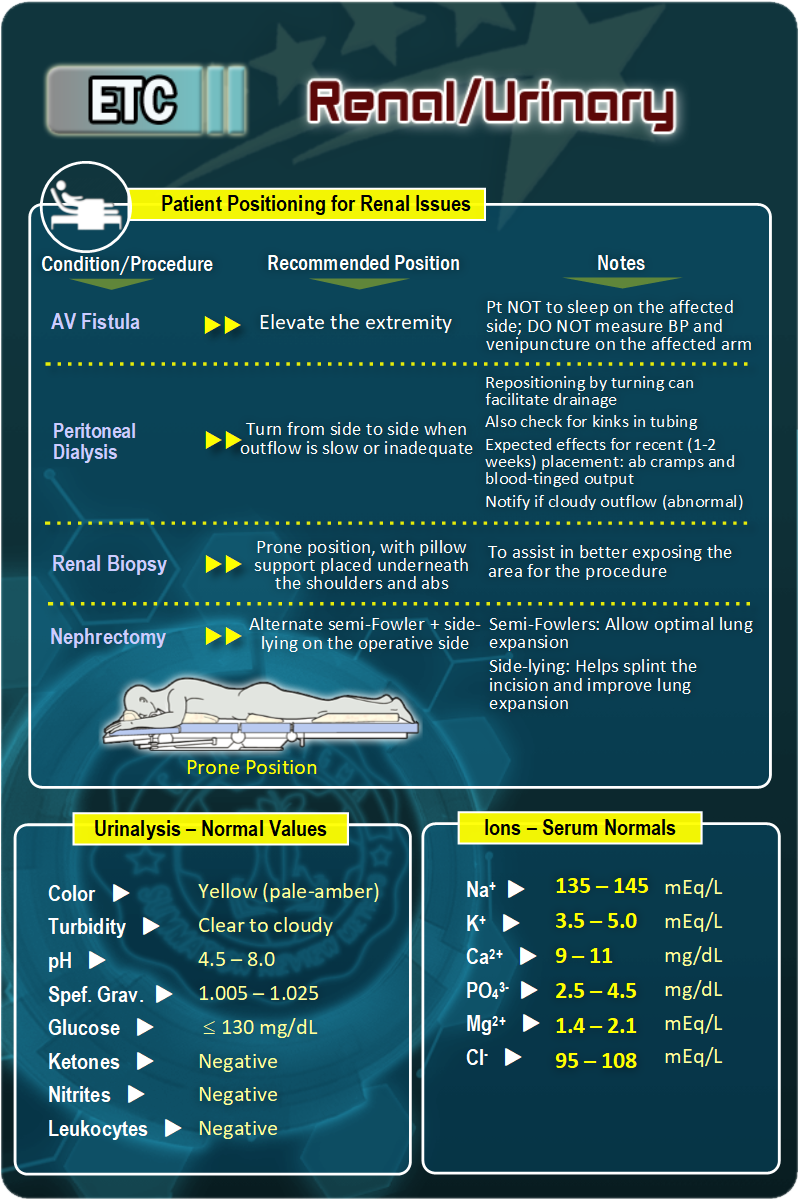 ETC
Renal/Urinary
Patient Positioning for Renal Issues
Condition/Procedure
Recommended Position
Notes
AV Fistula
Elevate the extremity
Pt NOT to sleep on the affected
side; DO NOT measure BP and
venipuncture on the affected arm
Peritoneal
Dialysis
Turn from side to side when
outflow is slow or inadequate
Repositioning by turning can
facilitate drainage
Also check for kinks in tubing
Expected effects for recent (1-2
weeks) placement: ab cramps and
blood-tinged output
Notify if cloudy outflow (abnormal)
Renal Biopsy
Prone position, with pillow
support placed underneath
the shoulders and abs
To assist in better exposing the
area for the procedure
Nephrectomy
Alternate semi-Fowler + side-
lying on the operative side
Semi-Fowlers: Allow optimal lung
expansion
Side-lying: Helps splint the
incision and improve lung
expansion
Prone Position
Urinalysis – Normal Values
Color Yellow (pale-amber)
Turbidity Clear to cloudy
pH 4.5 – 8.0
Spef. Grav. 1.005 – 1.025
Glucose ≤ 130 mg/dL
Ketones Negative
Nitrites Negative
Leukocytes Negative
Ions – Serum Normals
Na⁺ 135 – 145 mEq/L
K⁺ 3.5 – 5.0 mEq/L
Ca²⁺ 9 – 11 mg/dL
PO₄³⁻ 2.5 – 4.5 mg/dL
Mg²⁺ 1.4 – 2.1 mEq/L
Cl⁻ 95 – 108 mEq/L